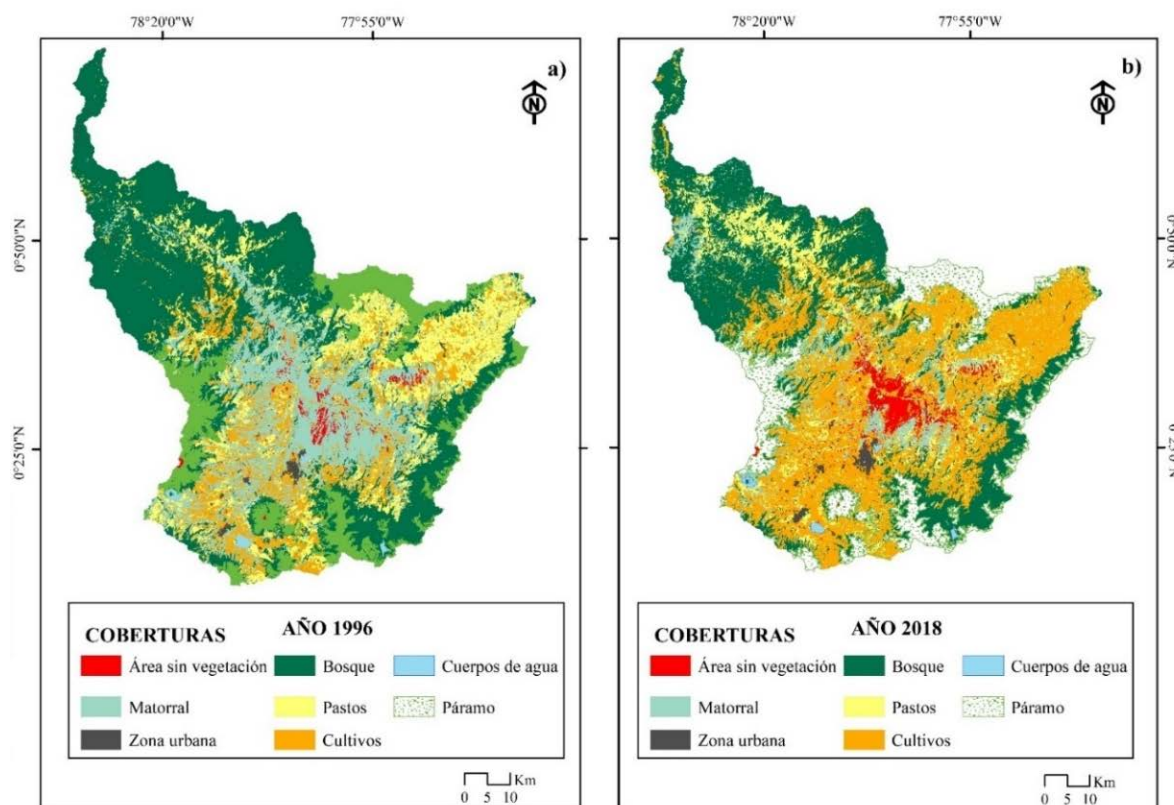 78°20'0"W
77°55'0"W
a)
N
0°50'0"N
0°25'0"N
COBERTURAS
AÑO 1996
Área sin vegetación
Bosque
Cuerpos de agua
Matorral
Pastos
Páramo
Zona urbana
Cultivos
Km
0 5 10
78°20'0"W
77°55'0"W
b)
N
COBERTURAS
AÑO 2018
Área sin vegetación
Bosque
Cuerpos de agua
Matorral
Pastos
Páramo
Zona urbana
Cultivos
Km
0 5 10